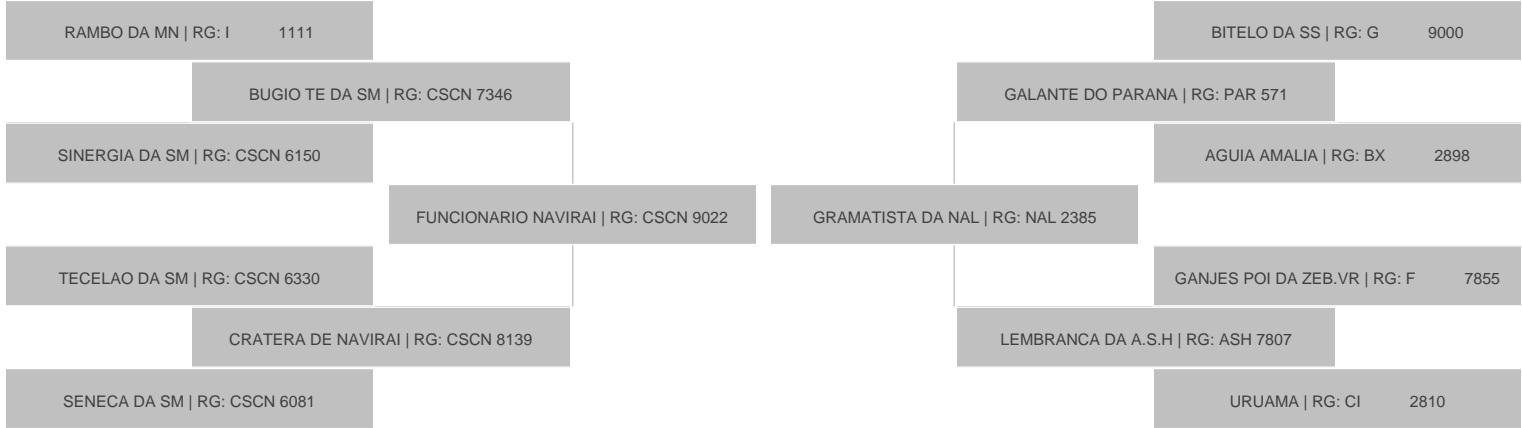 RAMBO DA MN | RG: I 1111
BITELO DA SS | RG: G 9000
BUGIO TE DA SM | RG: CSCN 7346
GALANTE DO PARANA | RG: PAR 571
SINERGIA DA SM | RG: CSCN 6150
AGUIA AMALIA | RG: BX 2898
FUNCIONARIO NAVIRAI | RG: CSCN 9022
GRAMATISTA DA NAL | RG: NAL 2385
TECELAO DA SM | RG: CSCN 6330
GANJES POI DA ZEB.VR | RG: F 7855
CRATERA DE NAVIRAI | RG: CSCN 8139
LEMBRANCA DA A.S.H | RG: ASH 7807
SENECA DA SM | RG: CSCN 6081
URUAMA | RG: CI 2810